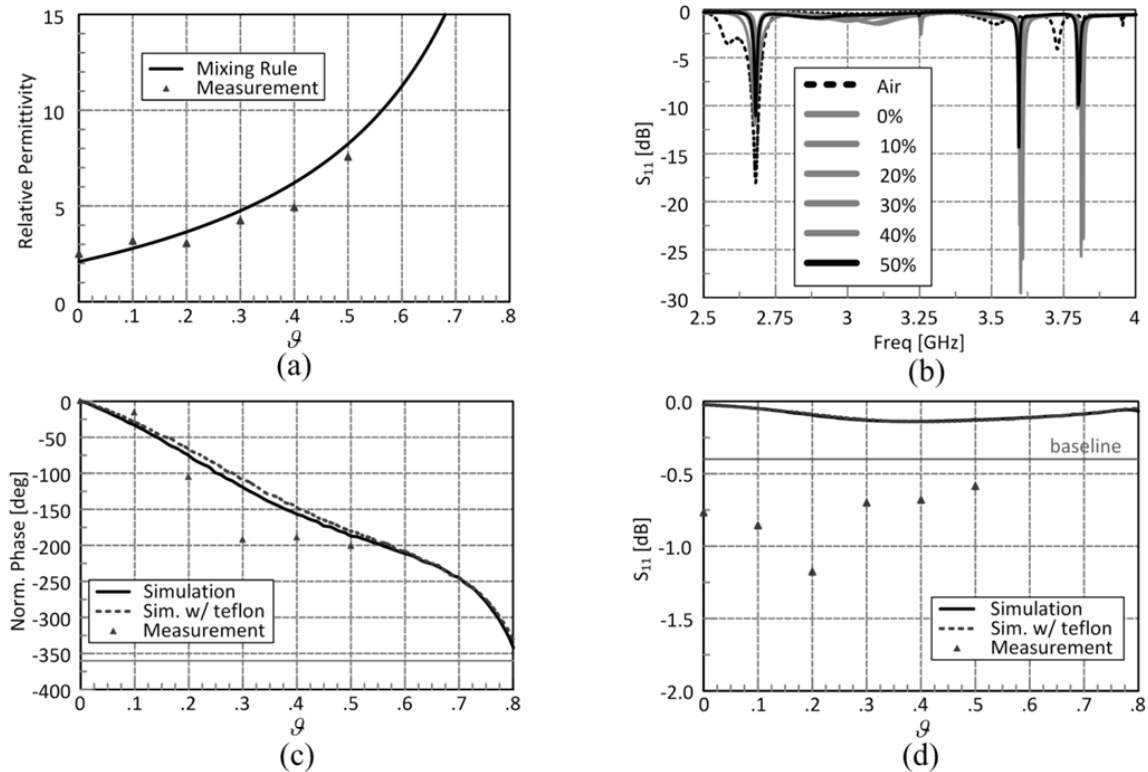 15
10
5
0
Relative Permittivity
Mixing Rule
Measurement
0 .1 .2 .3 .4 .5 .6 .7 .8
ϑ
(a)
0
-5
-10
-15
-20
-25
-30
S11 [dB]
Air
0%
10%
20%
30%
40%
50%
2.5 2.75 3 3.25 3.5 3.75 4
Freq [GHz]
(b)
0
-50
-100
-150
-200
-250
-300
-350
-400
Norm. Phase [deg]
Simulation
Sim. w/ teflon
Measurement
0 .1 .2 .3 .4 .5 .6 .7 .8
ϑ
(c)
0.0
-0.5
-1.0
-1.5
-2.0
S11 [dB]
baseline
Simulation
Sim. w/ teflon
Measurement
0 .1 .2 .3 .4 .5 .6 .7 .8
ϑ
(d)